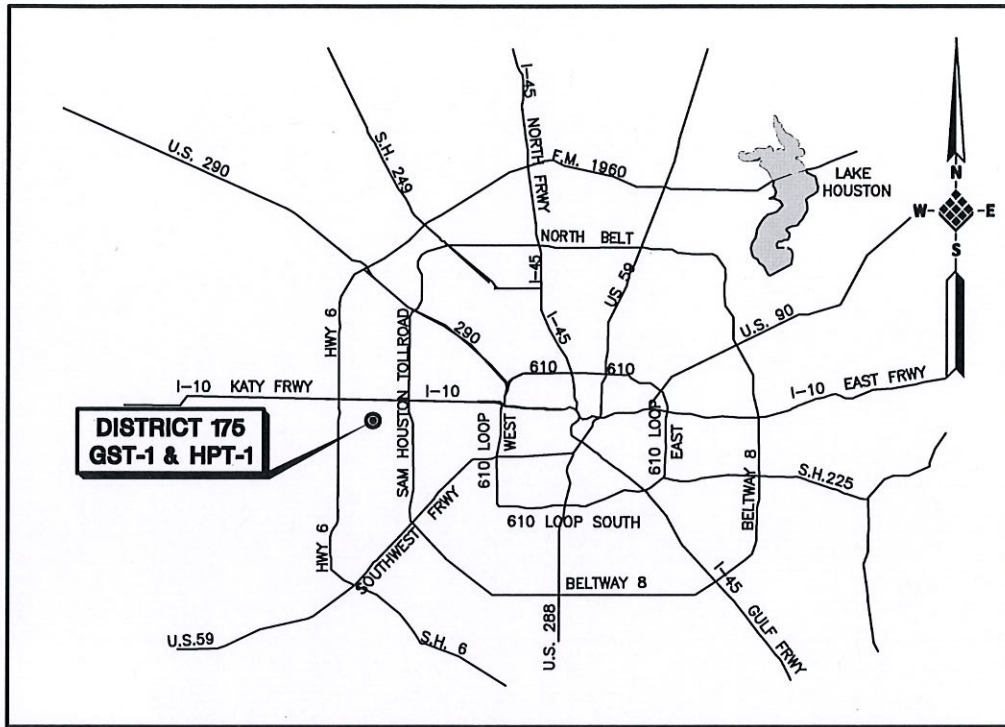 I-45 NORTH FRWY
U.S. 290
S.H. 249
F.M. 1960
LAKE
HOUSTON
N
W
E
S
NORTH BELT
I-45
US 59
HWY 6
SAM HOUSTON TOLLROAD
290
I-45
U.S. 90
610
610
I-10 KATY FRWY
I-10
I-10 EAST FRWY
DISTRICT 175
GST-1 & HPT-1
610 LOOP
WEST
610 LOOP
EAST
BELTWAY 8
S.H.225
SOUTHWEST FRWY
610 LOOP SOUTH
HWY 6
BELTWAY 8
I-45 GULF FRWY
U.S. 288
U.S.59
S.H. 6